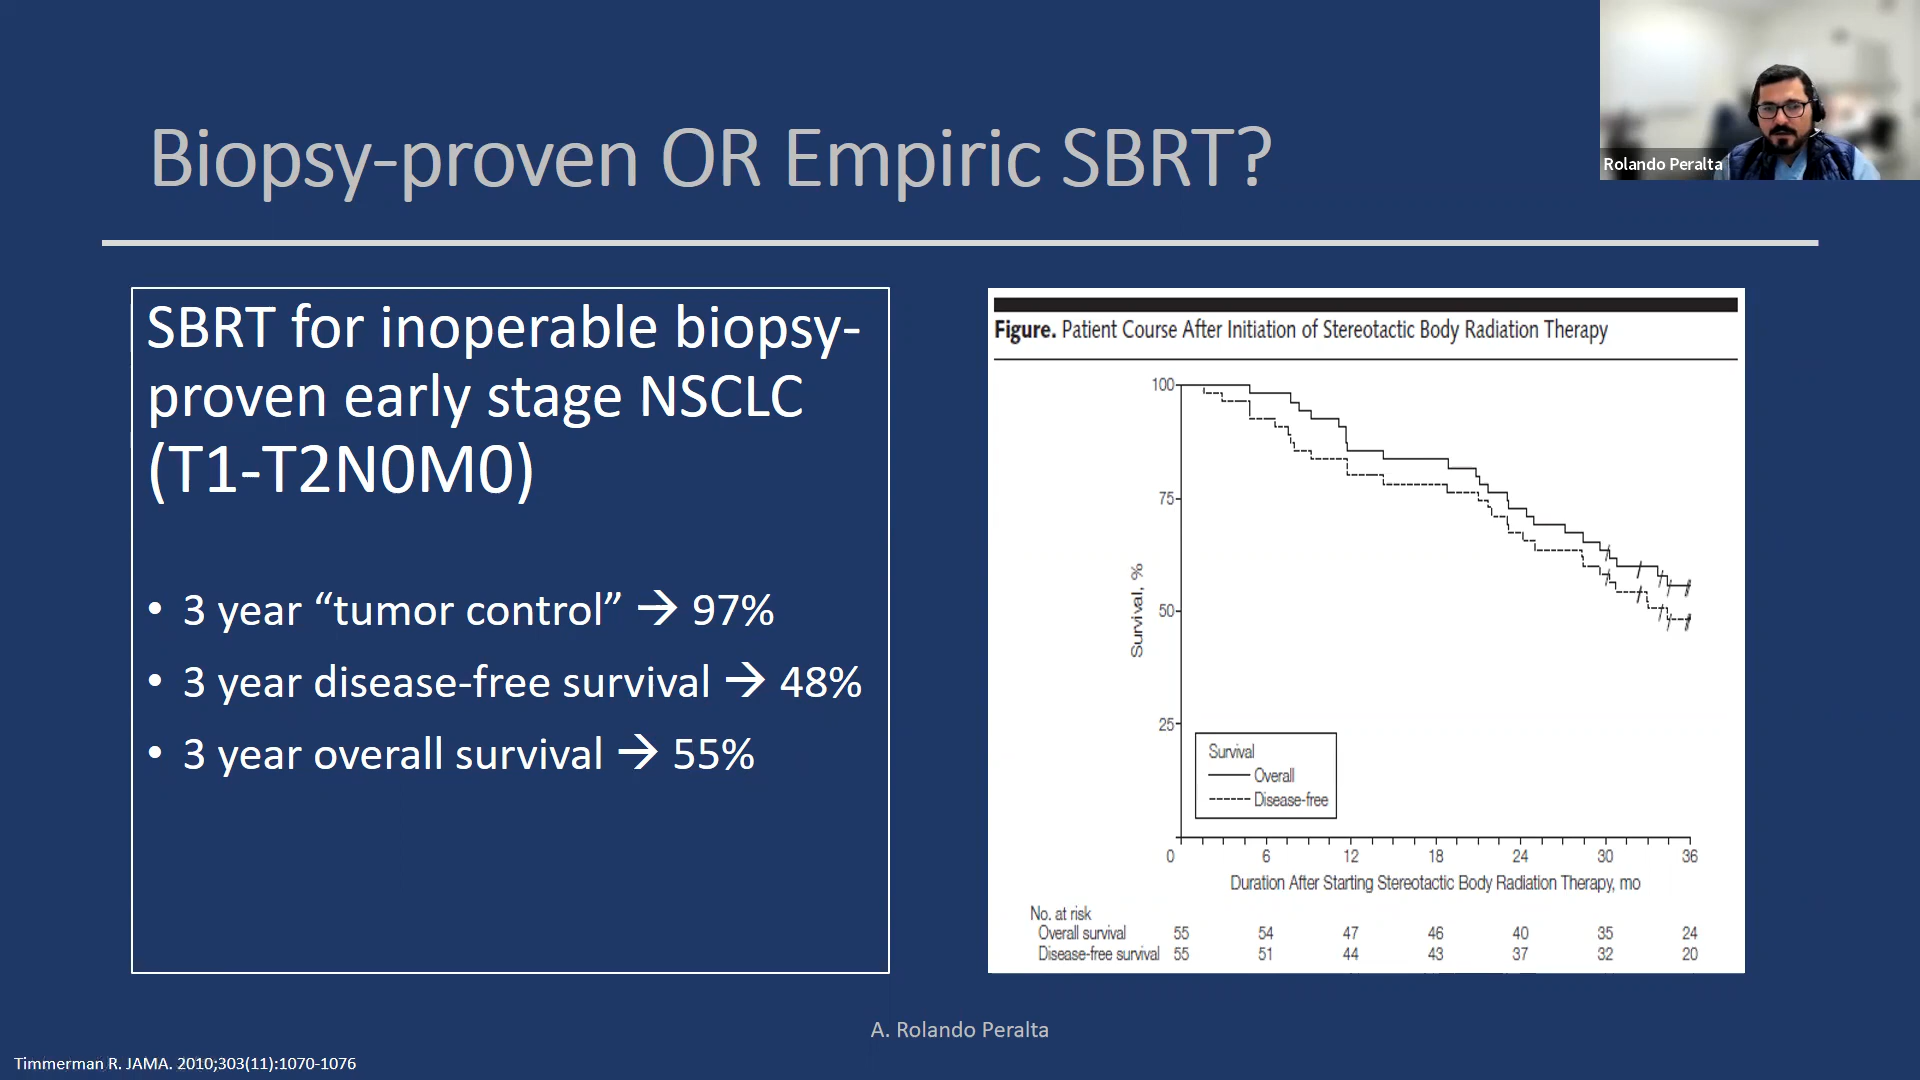 Biopsy-proven OR Empiric SBRT?
Rolando Peralta
SBRT for inoperable biopsy-
proven early stage NSCLC
(T1-T2N0M0)
• 3 year “tumor control” → 97%
• 3 year disease-free survival → 48%
• 3 year overall survival → 55%
Figure. Patient Course After Initiation of Stereotactic Body Radiation Therapy
100
75
50
25
Survival, %
Survival
Overall
Disease-free
0 6 12 18 24 30 36
Duration After Starting Stereotactic Body Radiation Therapy, mo
No. at risk
Overall survival 55 54 47 46 40 35 24
Disease-free survival 55 51 44 43 37 32 20
A. Rolando Peralta
Timmerman R. JAMA. 2010;303(11):1070-1076